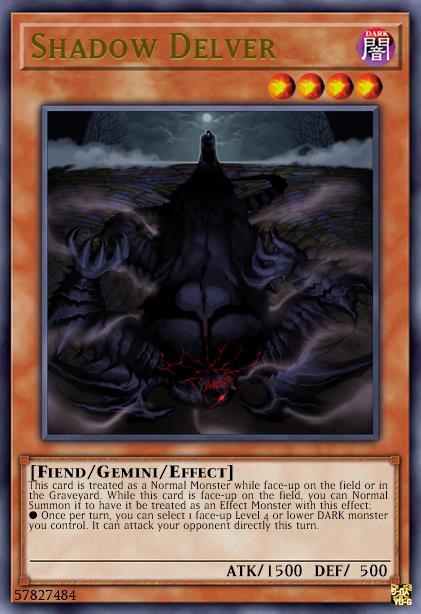 SHADOW DELVER
DARK
闇
[FIEND/GEMINI/EFFECT]
This card is treated as a Normal Monster while face-up on the field or in
the Graveyard. While this card is face-up on the field, you can Normal
Summon it to have it be treated as an Effect Monster with this effect:
● Once per turn, you can select 1 face-up Level 4 or lower DARK monster
you control. It can attack your opponent directly this turn.
ATK/1500 DEF/ 500
57827484